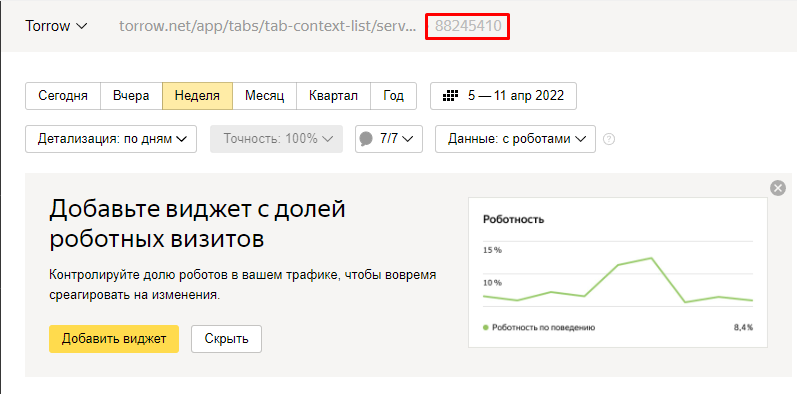 Torrow torrow.net/app/tabs/tab-context-list/serv... 88245410
Сегодня Вчера Неделя Месяц Квартал Год 5 — 11 апр 2022
Детализация: по дням Точность: 100% 7/7 Данные: с роботами ?
Добавьте виджет с долей
роботных визитов
Контролируйте долю роботов в вашем трафике, чтобы вовремя
среагировать на изменения.
Добавить виджет Скрыть
Роботность
15 %
10 %
Роботность по поведению 8,4%